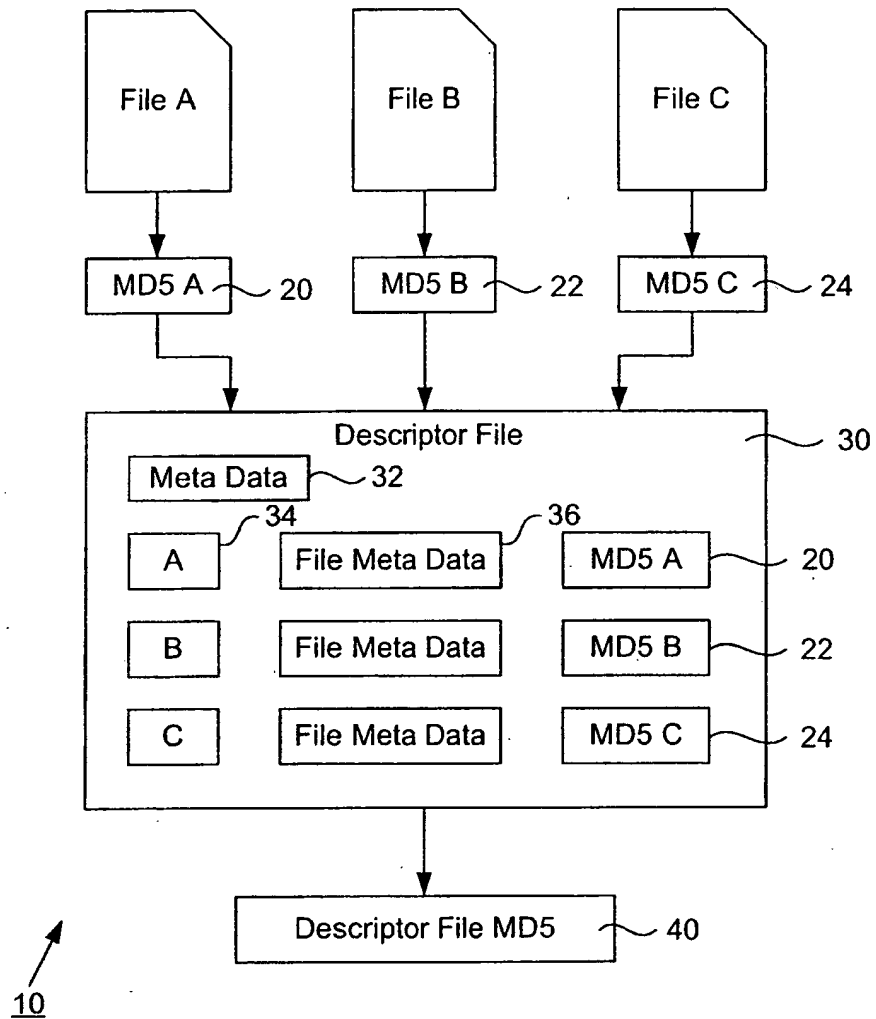 File A
File B
File C
MD5 A
20
MD5 B
22
MD5 C
24
Descriptor File
30
Meta Data
32
34
36
A
File Meta Data
MD5 A
20
B
File Meta Data
MD5 B
22
C
File Meta Data
MD5 C
24
Descriptor File MD5
40
10